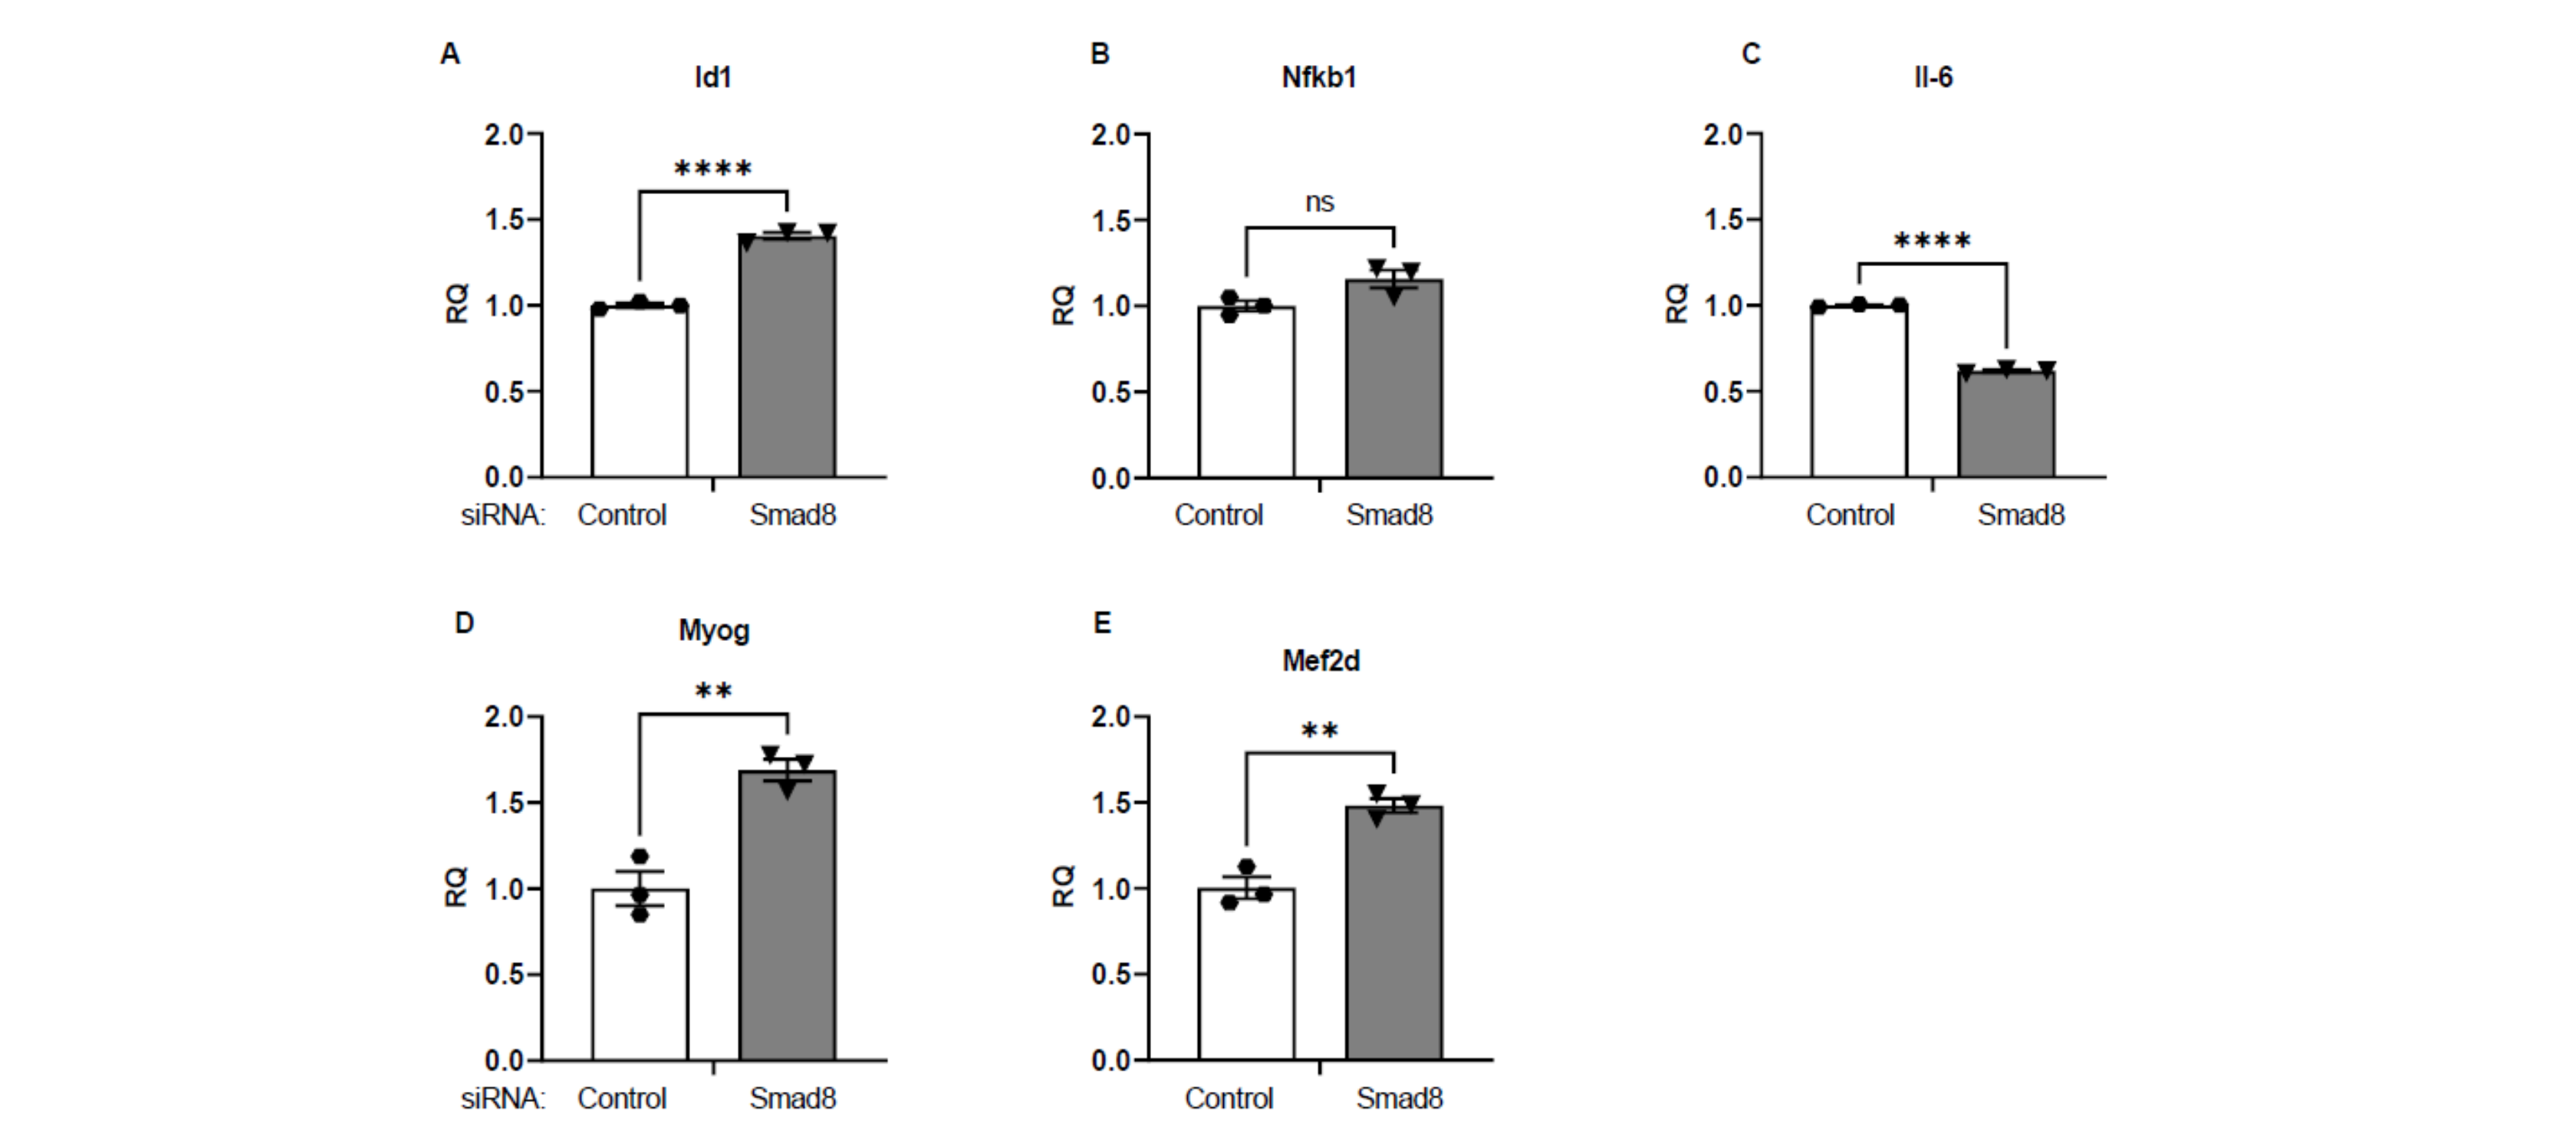 A
Id1
2.0
****
1.5
RQ
1.0
0.5
0.0
siRNA: Control Smad8
B
Nfkb1
2.0
ns
1.5
RQ
1.0
0.5
0.0
Control Smad8
C
Il-6
2.0
1.5
****
RQ
1.0
0.5
0.0
Control Smad8
D
Myog
**
2.0
1.5
RQ
1.0
0.5
0.0
siRNA: Control Smad8
E
Mef2d
2.0
**
1.5
RQ
1.0
0.5
0.0
Control Smad8